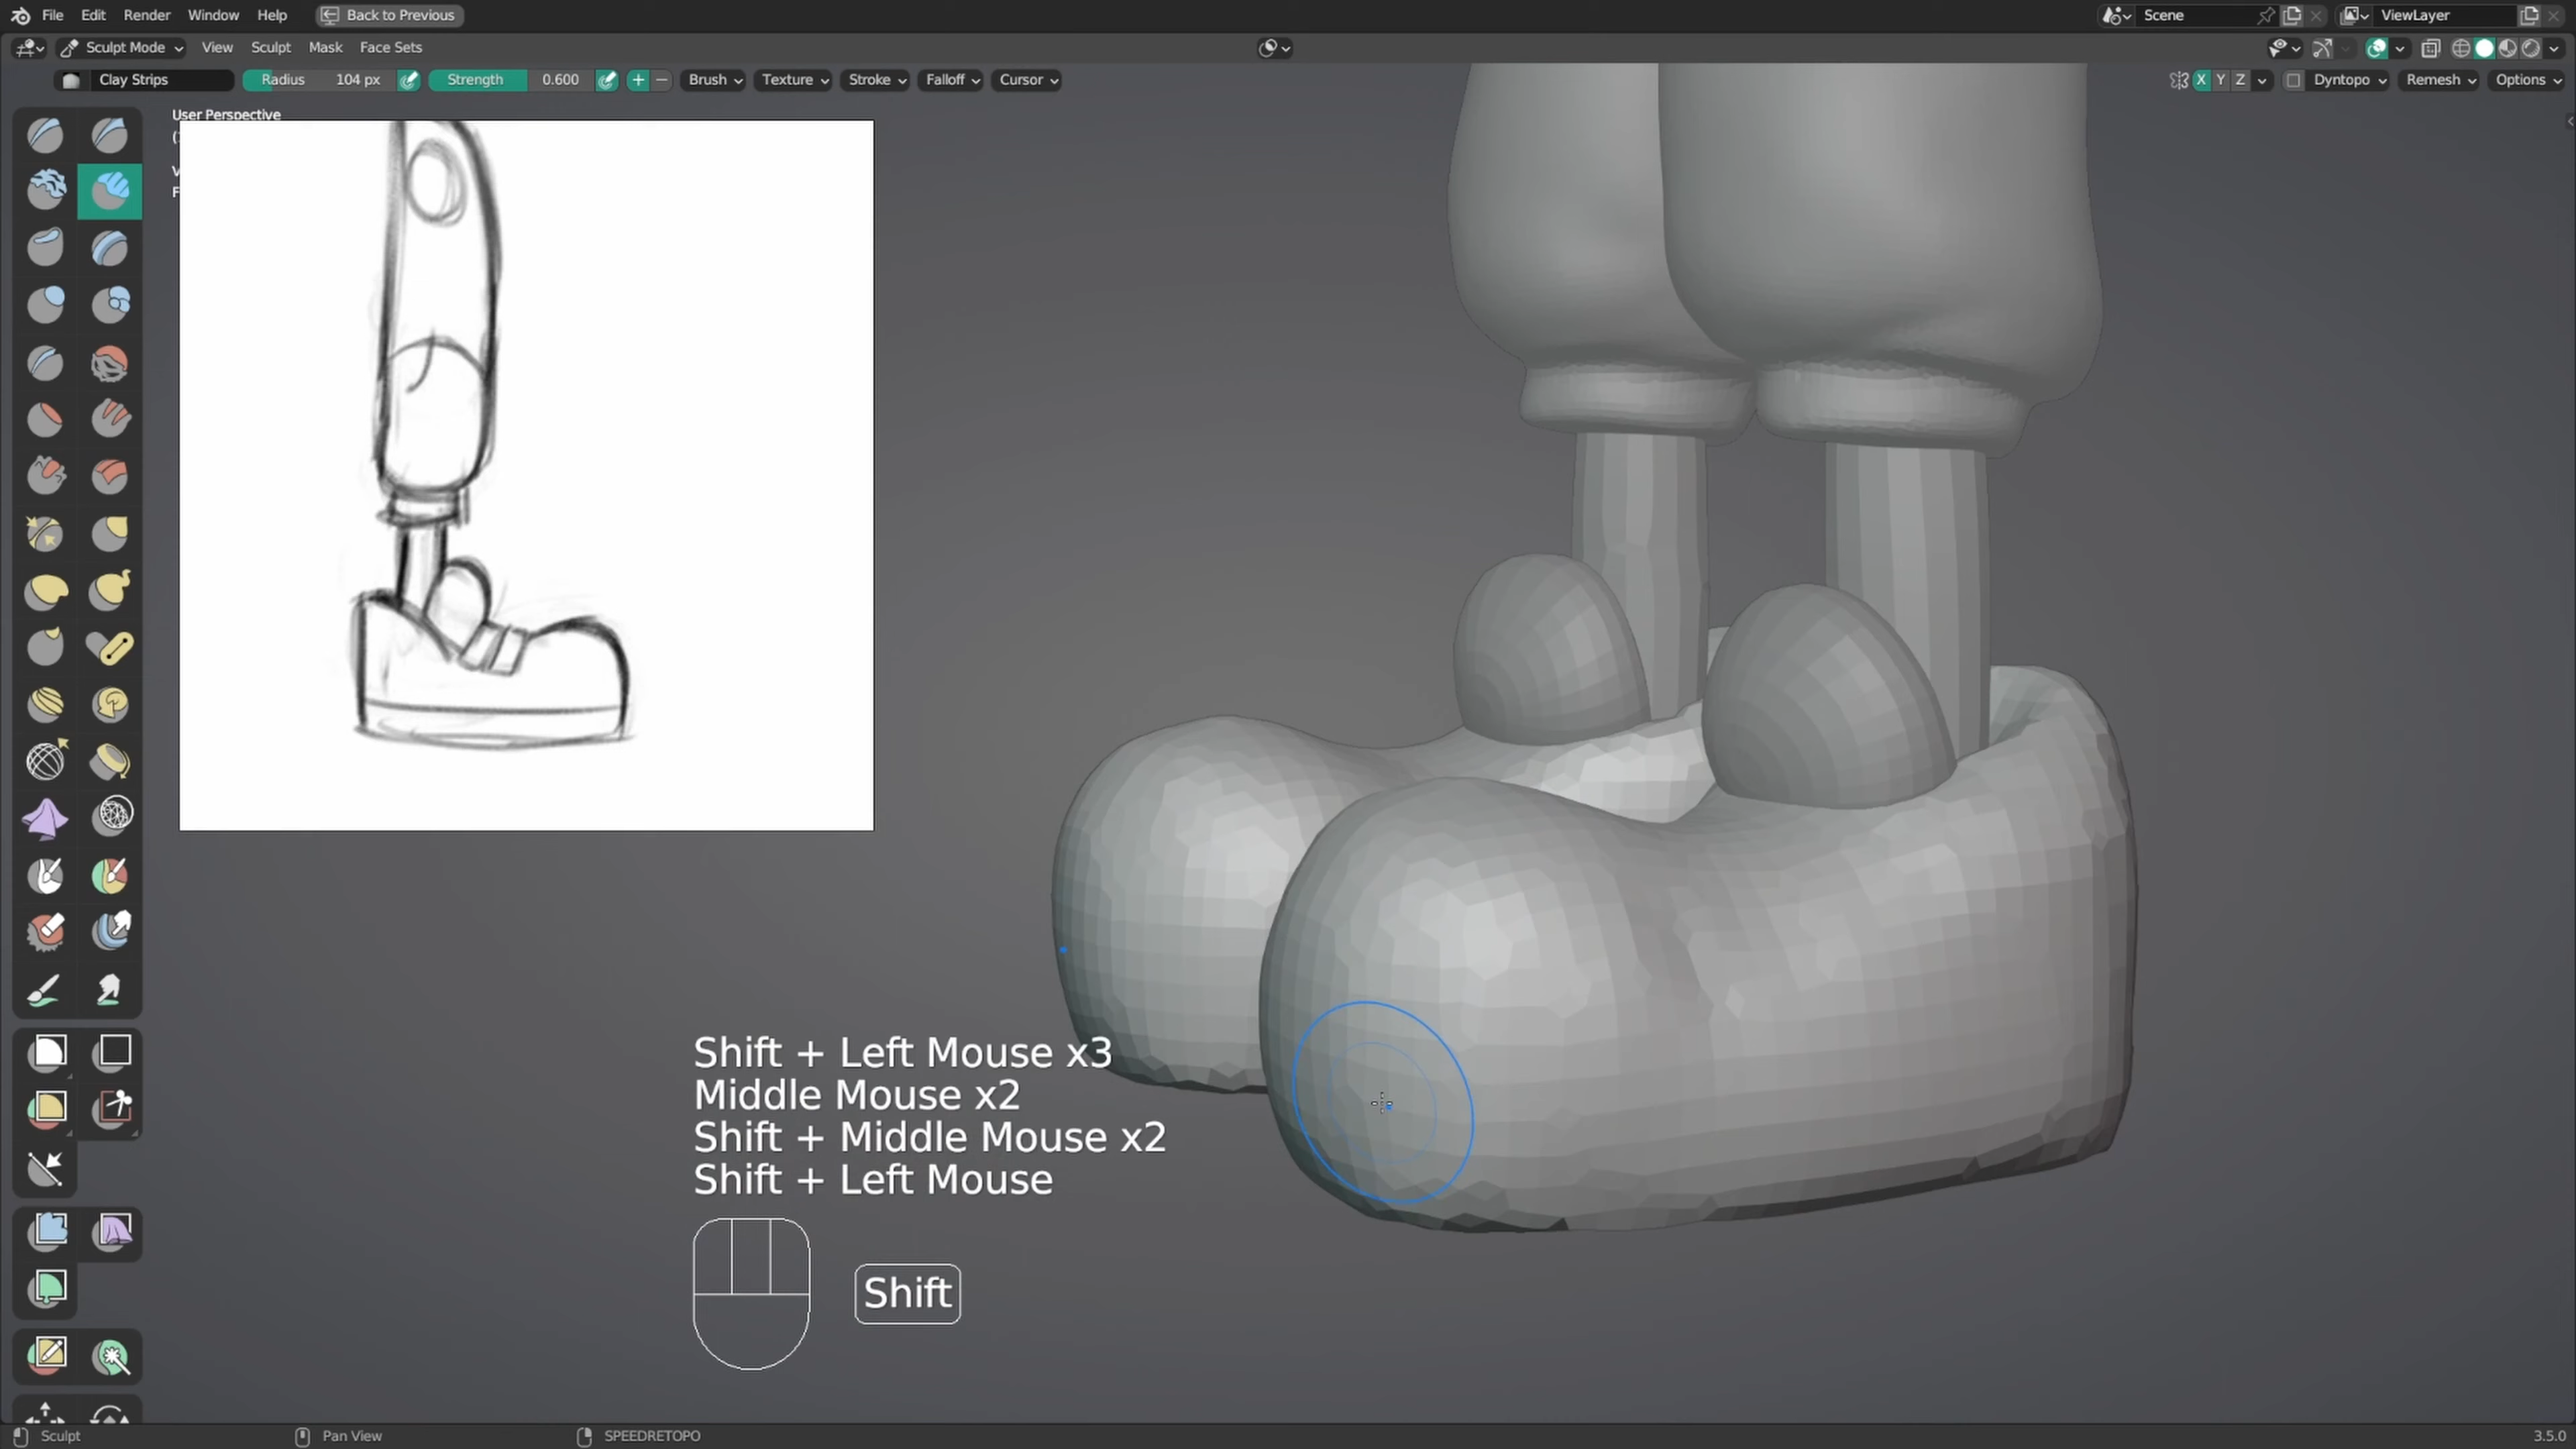 File Edit Render Window Help Back to Previous Scene ViewLayer
Sculpt Mode View Sculpt Mask Face Sets
Clay Strips Radius 104 px Strength 0.600 Brush Texture Stroke Falloff Cursor X Y Z Dyntopo Remesh Options
User Perspective
Shift + Left Mouse x3
Middle Mouse x2
Shift + Middle Mouse x2
Shift + Left Mouse
Shift
Sculpt Pan View SPEEDRETOPO 3.5.0